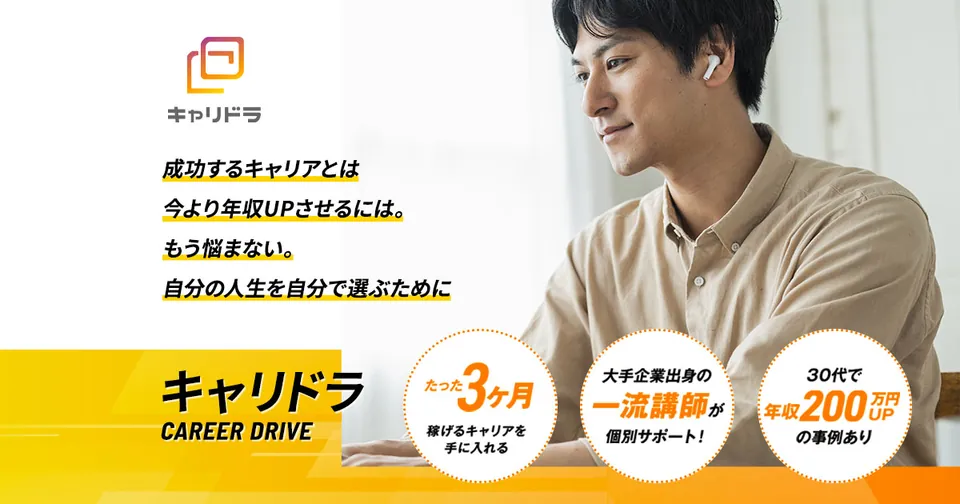 キャリドラ
成功するキャリアとは
今より年収UPさせるには。
もう悩まない。
自分の人生を自分で選ぶために
キャリドラ
CAREER DRIVE
たった3ヶ月
稼げるキャリアを
手に入れる
大手企業出身の
一流講師が
個別サポート!
30代で
年収200万円UP
の事例あり